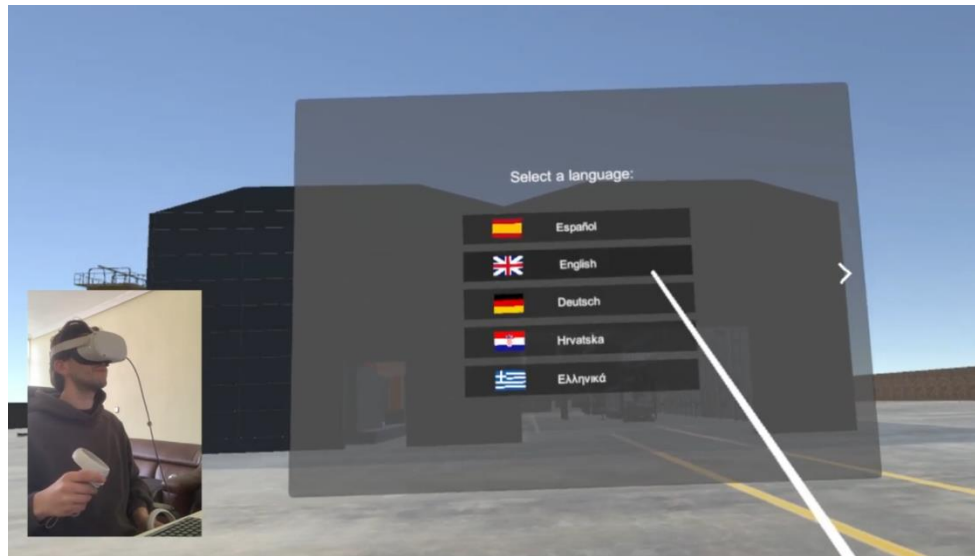 Select a language:
Español
English
Deutsch
Hrvatska
Ελληνικά